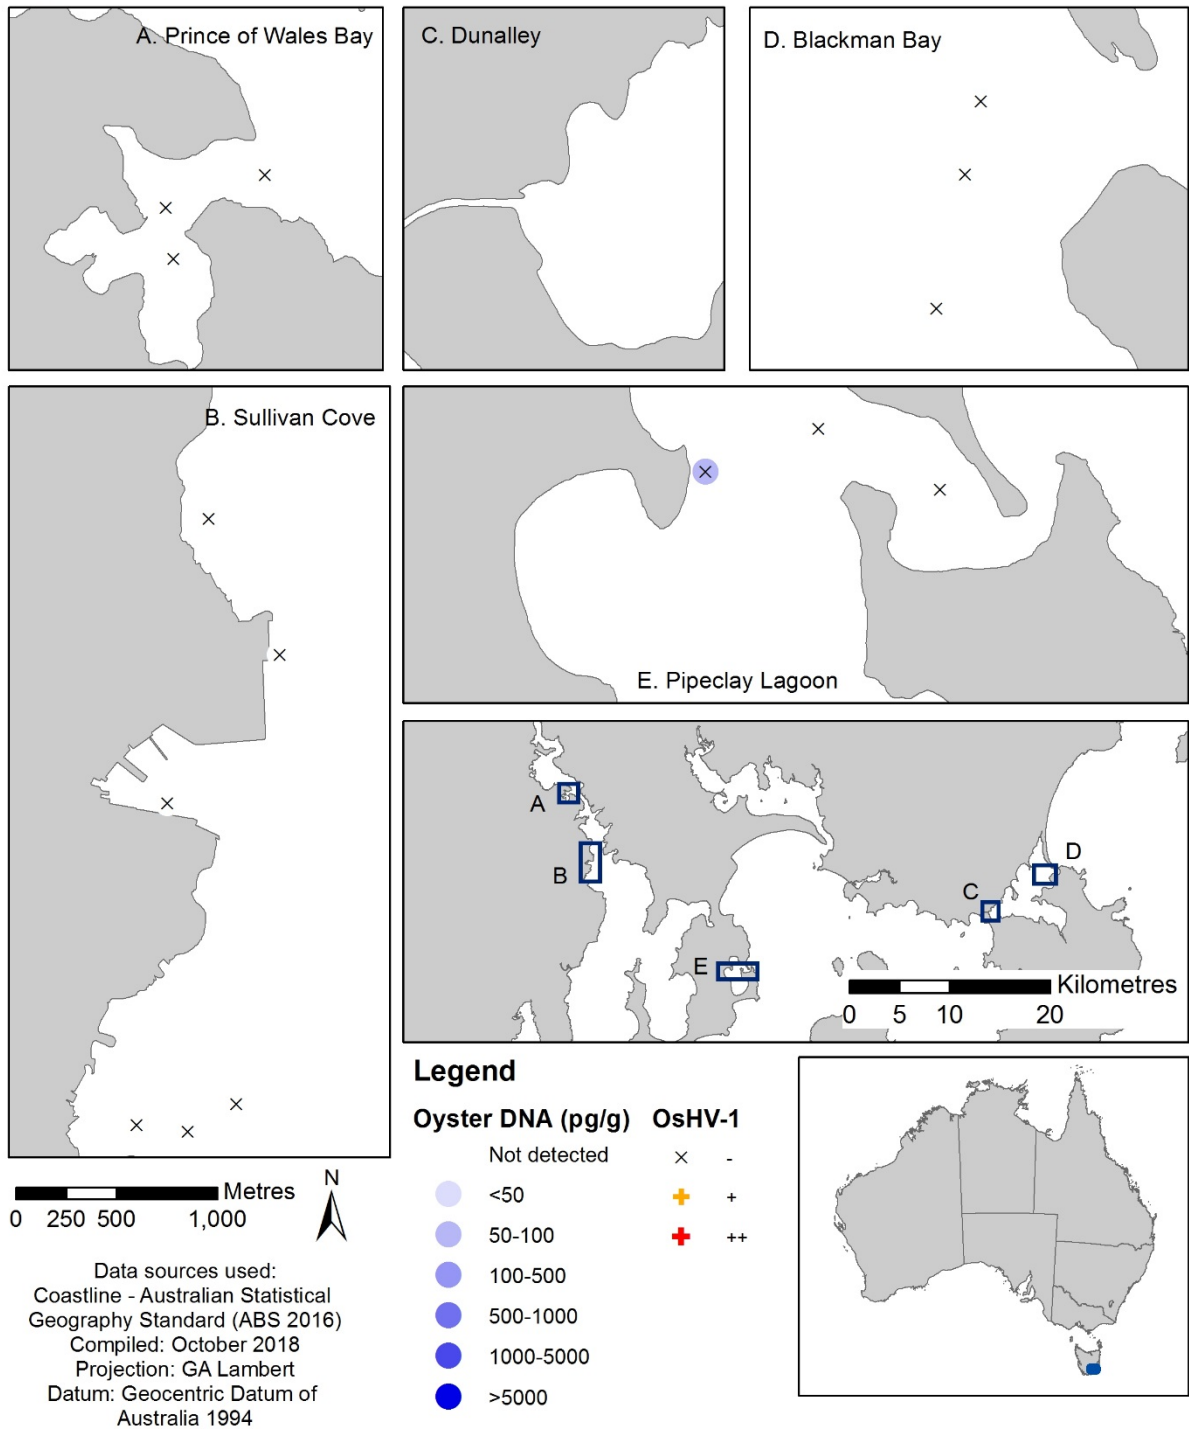 A. Prince of Wales Bay
C. Dunalley
D. Blackman Bay
B. Sullivan Cove
E. Pipeclay Lagoon
A
B
C
D
E
Kilometres
0 5 10 20
Metres
0 250 500 1,000
N
Data sources used:
Coastline - Australian Statistical
Geography Standard (ABS 2016)
Compiled: October 2018
Projection: GA Lambert
Datum: Geocentric Datum of
Australia 1994
Legend
Oyster DNA (pg/g) OsHV-1
Not detected -
<50 +
50-100 ++
100-500
500-1000
1000-5000
>5000